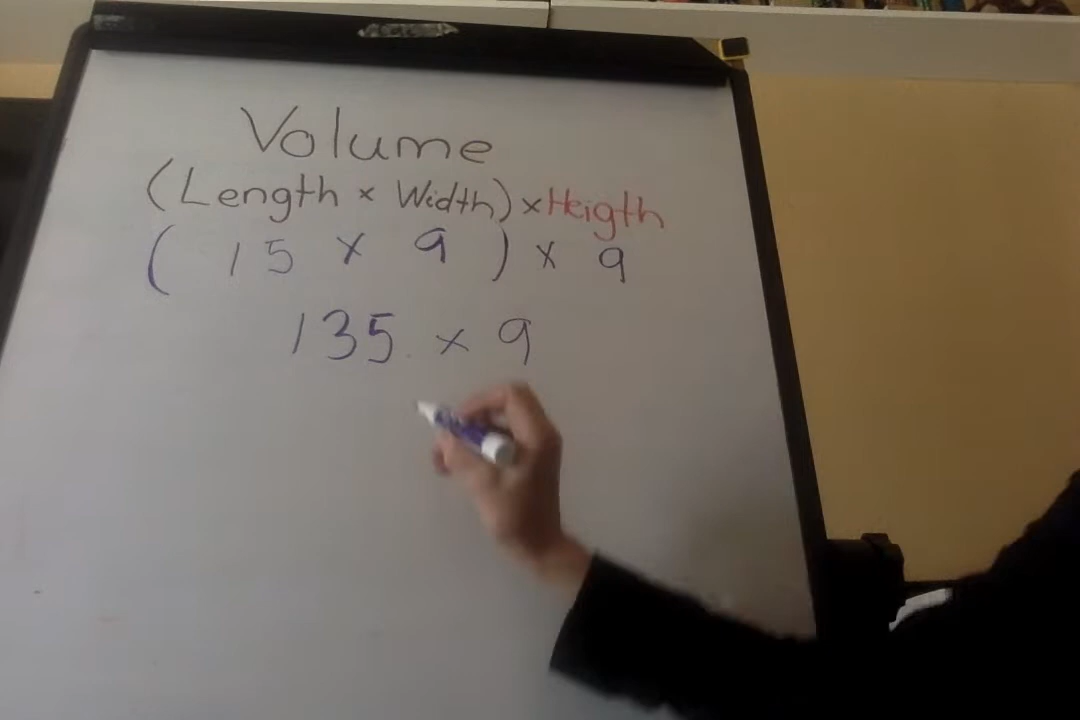 Volume
(Length × Width) × Heigth
( 15 × 9 ) × 9
135 × 9